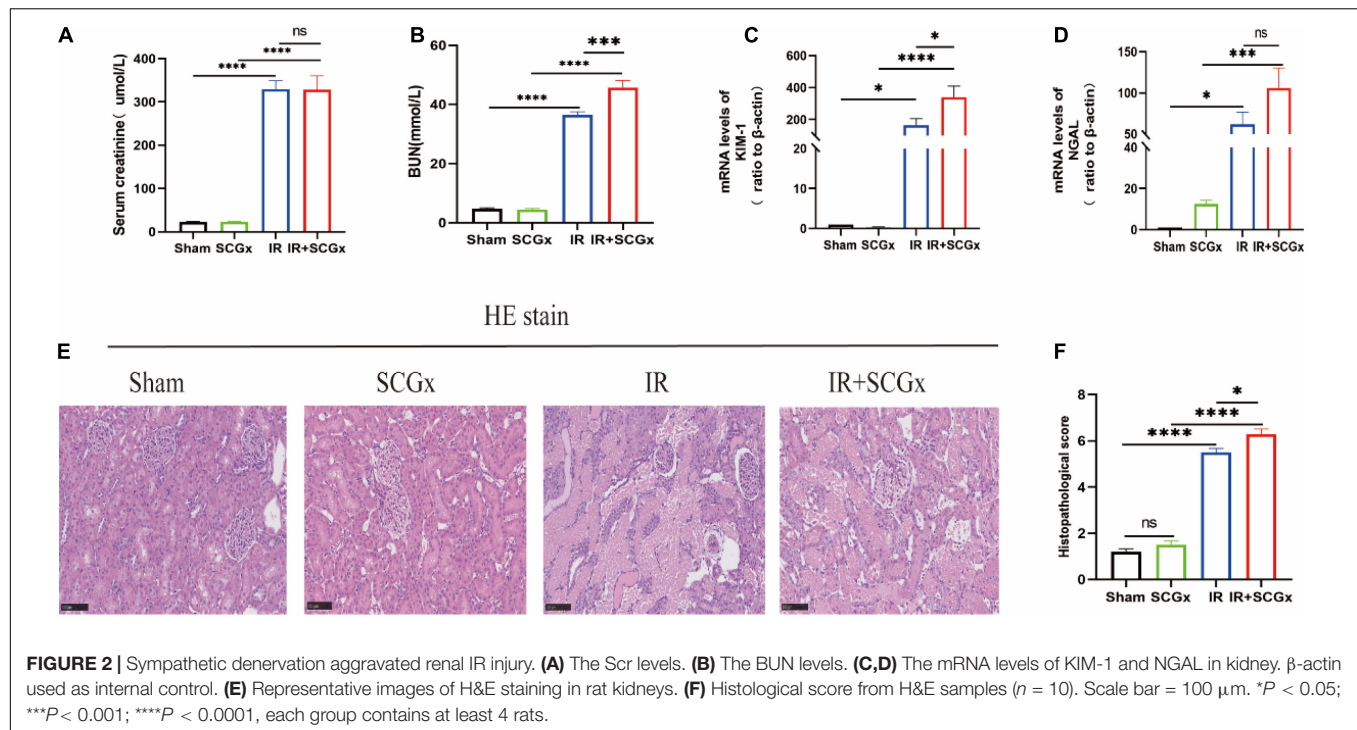 A
Serum creatinine（ umol/L)
400
300
200
100
0
****
****
ns
Sham SCGx IR IR+SCGx
B
BUN(mmol/L)
60
40
20
0
****
****
***
Sham SCGx IR IR+SCGx
C
mRNA levels of
KIM-1
（ ratio to β-actin）
600
400
200
20
10
0
*
****
*
Sham SCGx IR IR+SCGx
D
mRNA levels of
NGAL
（ ratio to β-actin）
150
100
50
20
10
0
*
***
ns
Sham SCGx IR IR+SCGx
HE stain
E
Sham SCGx IR IR+SCGx
F
Histopathological score
8
6
4
2
0
ns
****
****
*
Sham SCGx IR IR+SCGx
FIGURE 2 | Sympathetic denervation aggravated renal IR injury. (A) The Scr levels. (B) The BUN levels. (C,D) The mRNA levels of KIM-1 and NGAL in kidney. β-actin
used as internal control. (E) Representative images of H&E staining in rat kidneys. (F) Histological score from H&E samples (n = 10). Scale bar = 100 μm. *P < 0.05;
***P< 0.001; ****P < 0.0001, each group contains at least 4 rats.